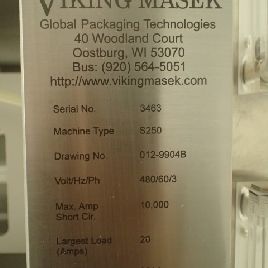 VIKING MASEK
Global Packaging Technologies
40 Woodland Court
Oostburg, WI 53070
Bus: (920) 564-5051
http://www.vikingmasek.com
Serial No. 3463
Machine Type S250
Drawing No. 012-9904B
Volt/Hz/Ph 480/60/3
Max. Amp 10,000
Short Cir.
Largest Load 20
(Amps)